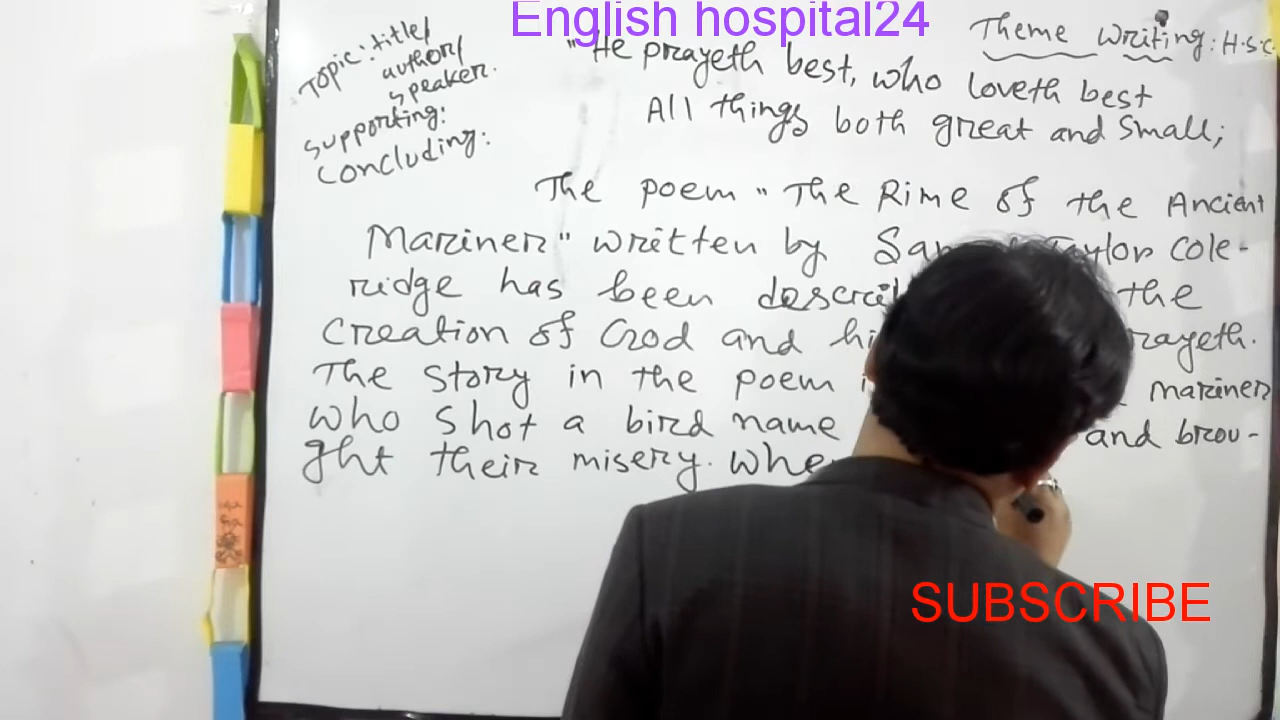 English hospital24
Theme writing: H.S.C.
Topic: title/
author/
speaker.
supporting:
concluding:
"He prayeth best, who loveth best
All things both great and small;
The poem "The Rime of the Ancient
Mariner" written by Taylor Cole-
ridge has been the
Creation of God and rayeth.
The story in the poem mariner
who shot a bird name and brou-
ght their misery.
SUBSCRIBE